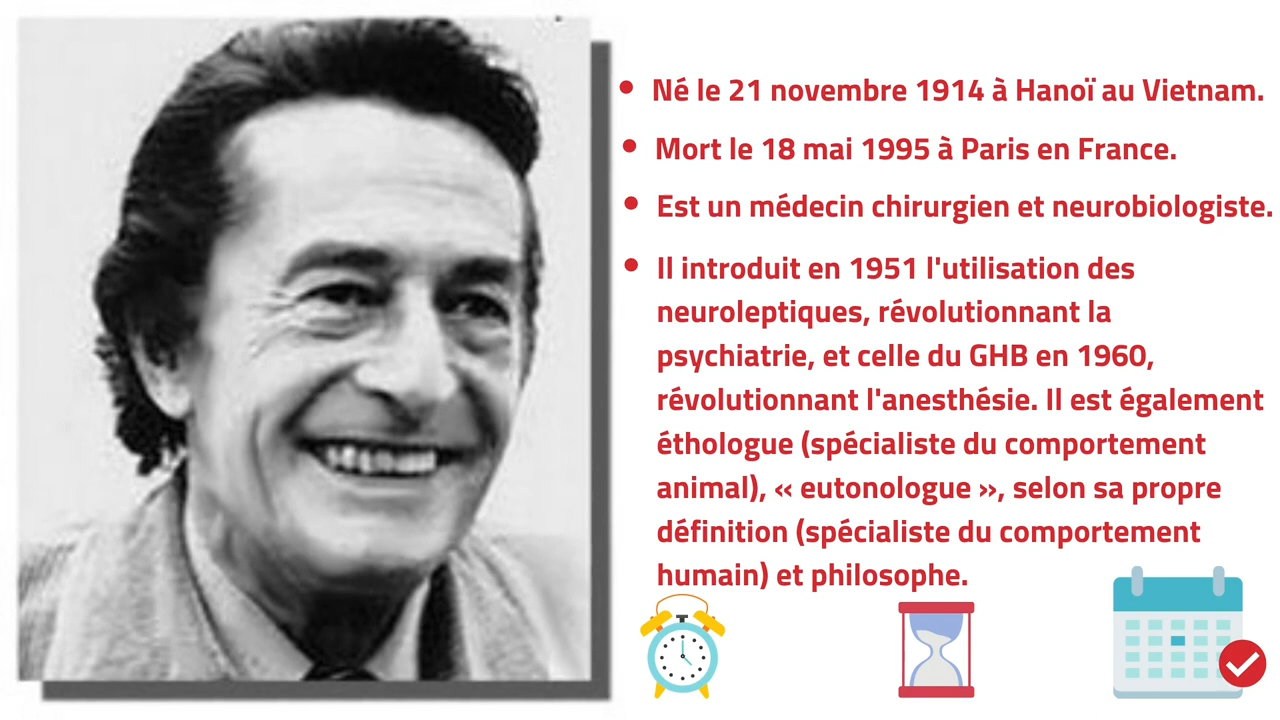 • Né le 21 novembre 1914 à Hanoï au Vietnam.
• Mort le 18 mai 1995 à Paris en France.
• Est un médecin chirurgien et neurobiologiste.
• Il introduit en 1951 l'utilisation des
neuroleptiques, révolutionnant la
psychiatrie, et celle du GHB en 1960,
révolutionnant l'anesthésie. Il est également
éthologue (spécialiste du comportement
animal), « eutonologue », selon sa propre
définition (spécialiste du comportement
humain) et philosophe.